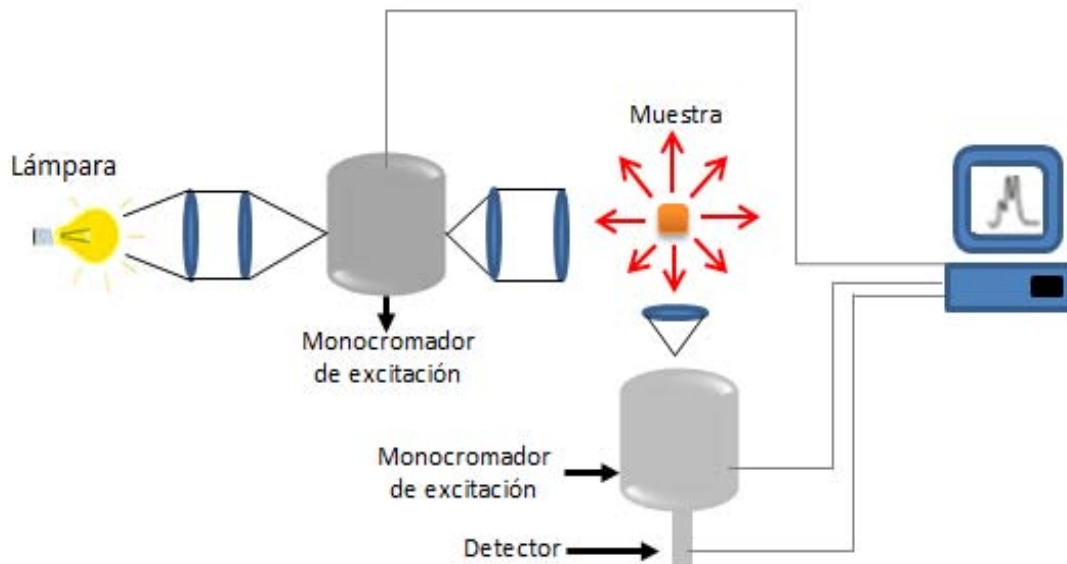 Muestra
Lámpara
Monocromador
de excitación
Monocromador
de excitación
Detector